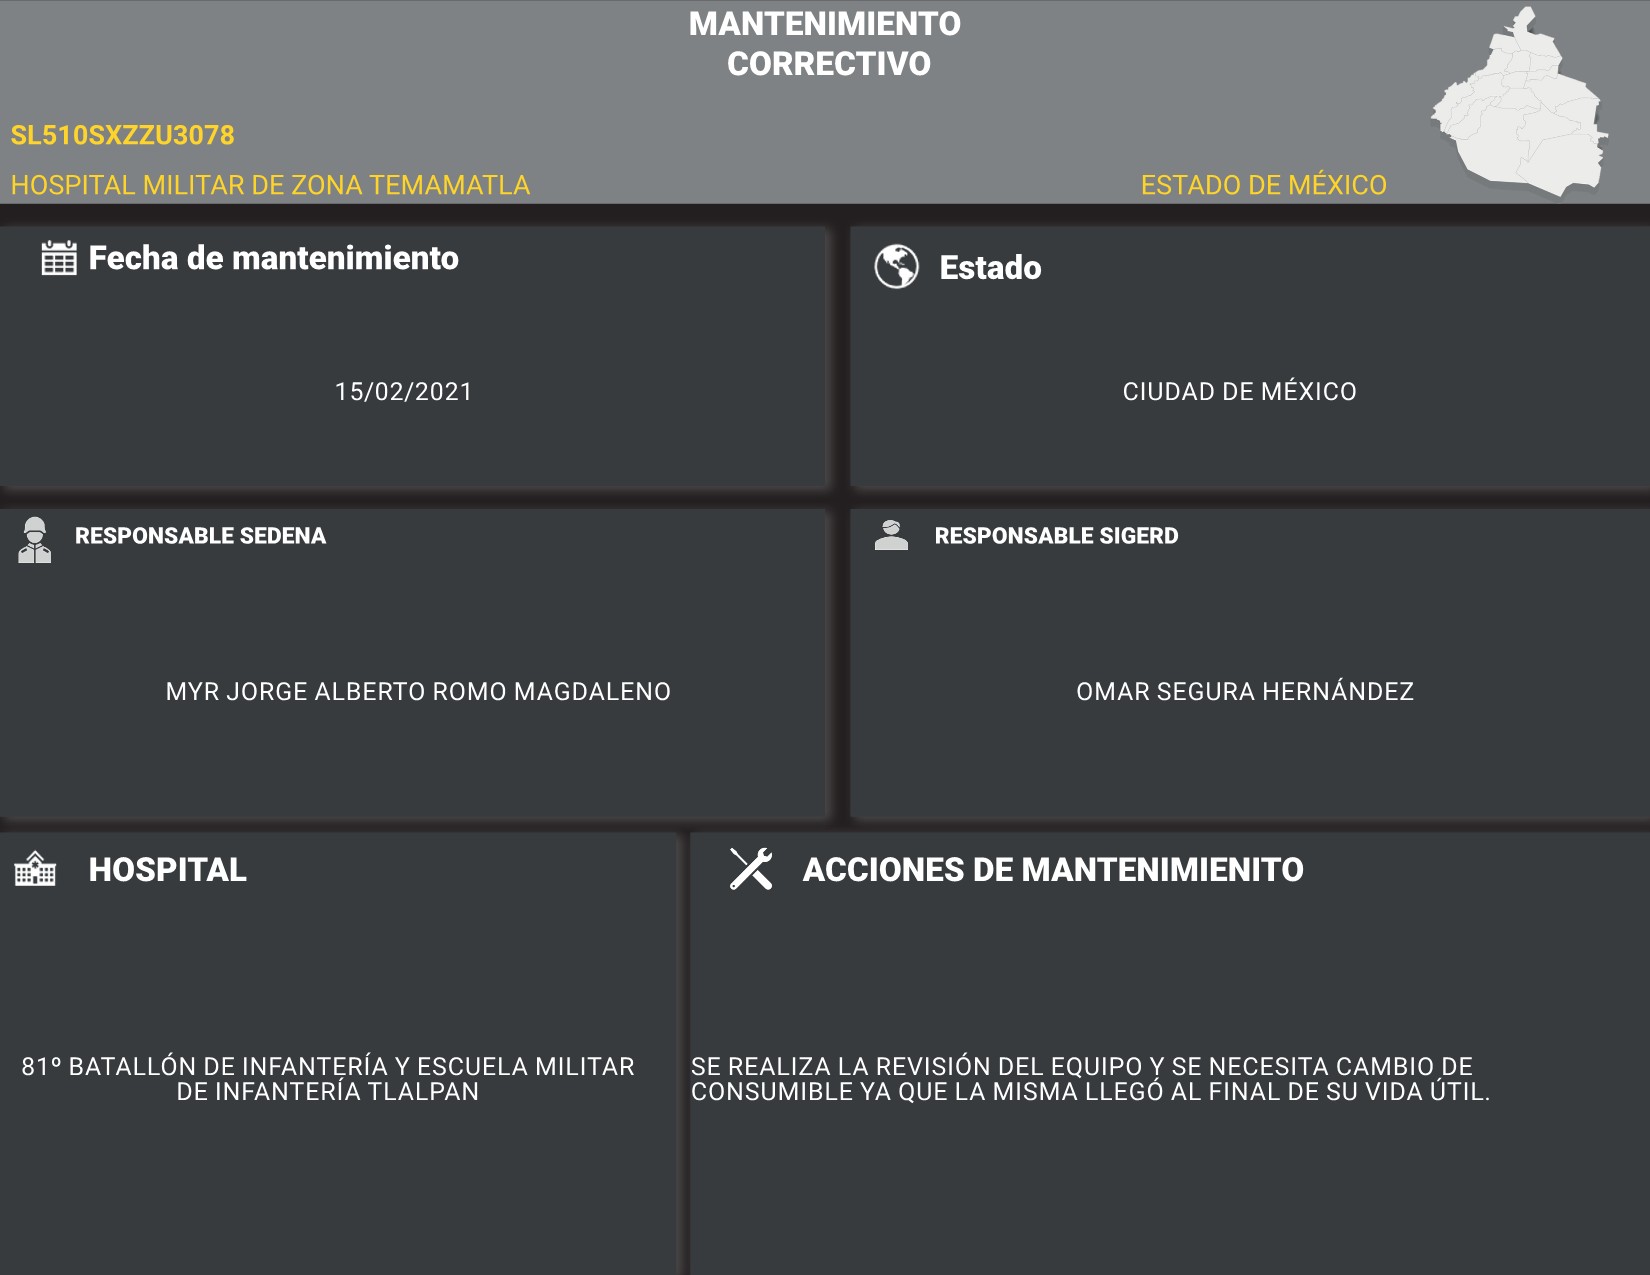 MANTENIMIENTO
CORRECTIVO
SL510SXZZU3078
HOSPITAL MILITAR DE ZONA TEMAMATLA
ESTADO DE MÉXICO
Fecha de mantenimiento
15/02/2021
Estado
CIUDAD DE MÉXICO
RESPONSABLE SEDENA
MYR JORGE ALBERTO ROMO MAGDALENO
RESPONSABLE SIGERD
OMAR SEGURA HERNÁNDEZ
HOSPITAL
81º BATALLÓN DE INFANTERÍA Y ESCUELA MILITAR
DE INFANTERÍA TLALPAN
ACCIONES DE MANTENIMIENITO
SE REALIZA LA REVISIÓN DEL EQUIPO Y SE NECESITA CAMBIO DE
CONSUMIBLE YA QUE LA MISMA LLEGÓ AL FINAL DE SU VIDA ÚTIL.